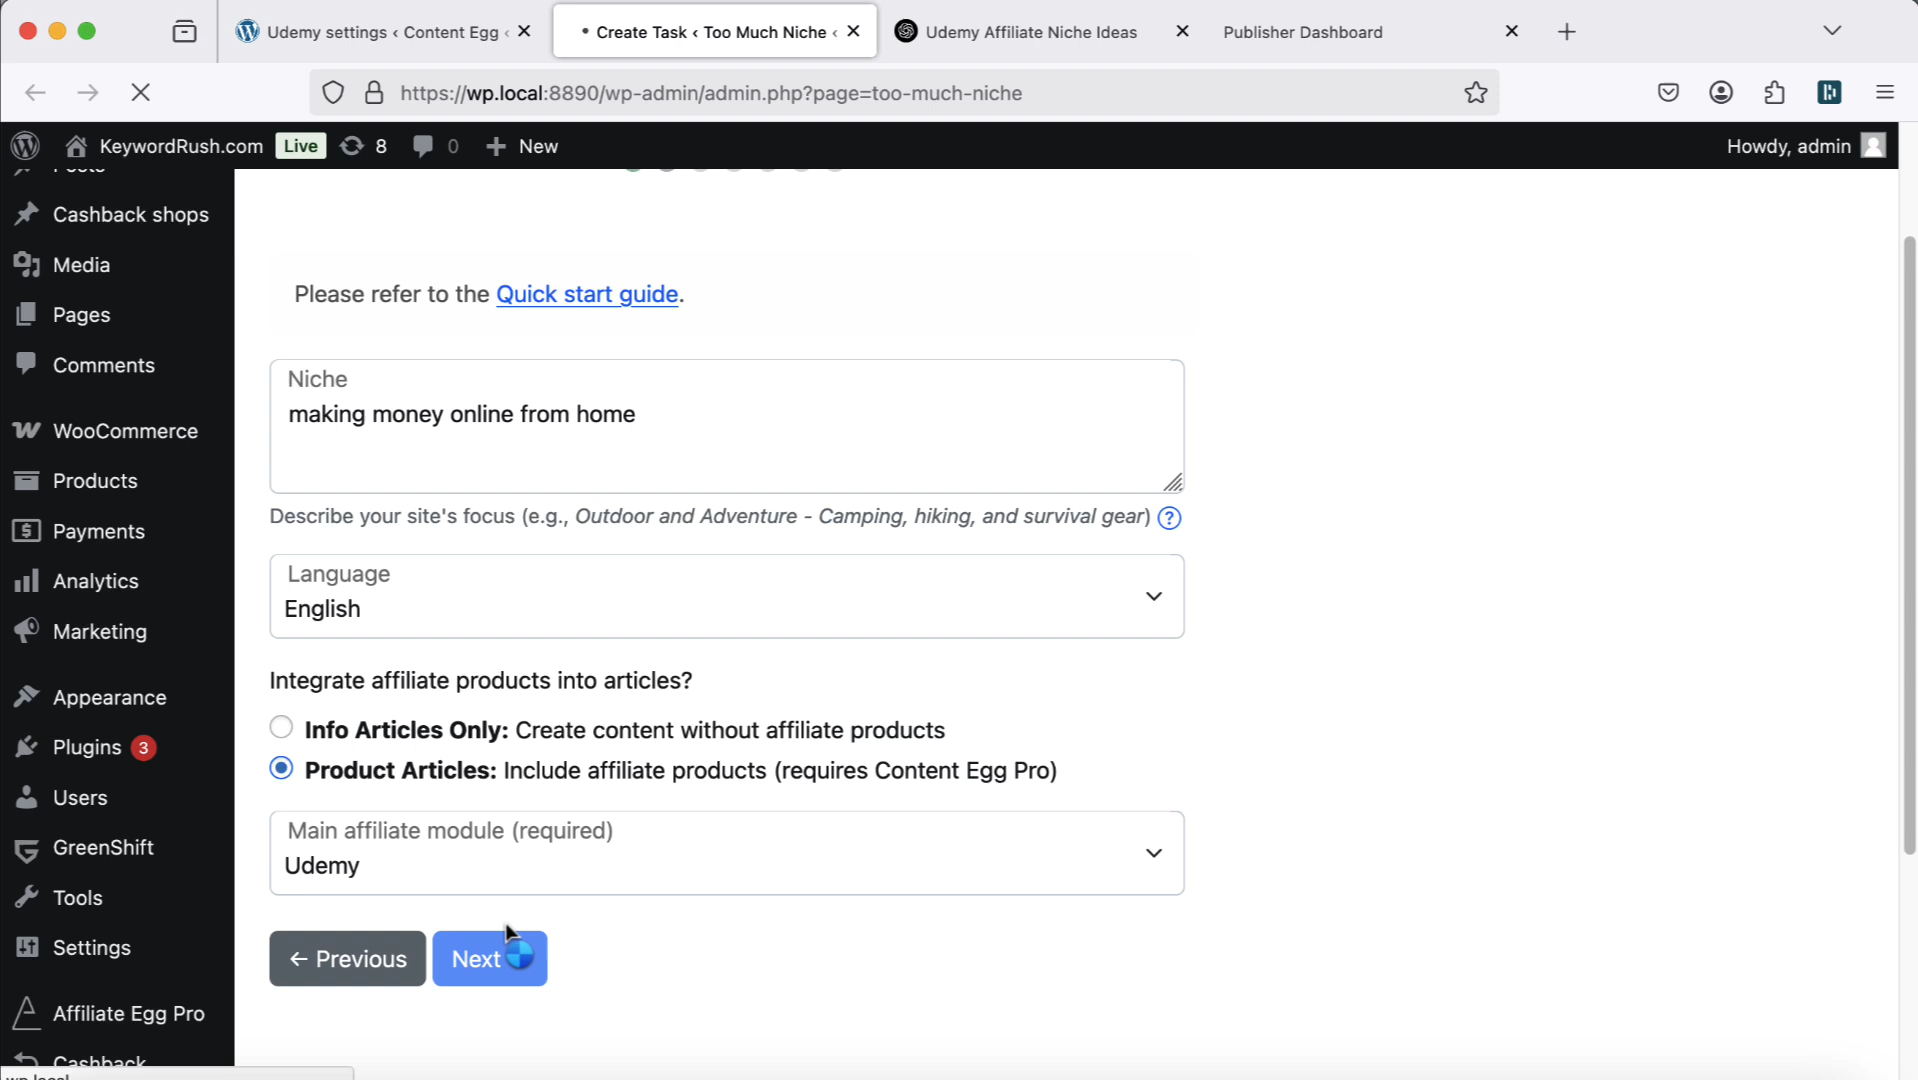 Udemy settings ‹ Content Egg ‹
Create Task ‹ Too Much Niche ‹
Udemy Affiliate Niche Ideas
Publisher Dashboard
https://wp.local:8890/wp-admin/admin.php?page=too-much-niche
KeywordRush.com
Live
8
0
New
Howdy, admin
Posts
Cashback shops
Media
Pages
Comments
WooCommerce
Products
Payments
Analytics
Marketing
Appearance
Plugins 3
Users
GreenShift
Tools
Settings
Affiliate Egg Pro
Cashback
wp.local
Please refer to the Quick start guide.
Niche
making money online from home
Describe your site's focus (e.g., Outdoor and Adventure - Camping, hiking, and survival gear) ?
Language
English
Integrate affiliate products into articles?
Info Articles Only: Create content without affiliate products
Product Articles: Include affiliate products (requires Content Egg Pro)
Main affiliate module (required)
Udemy
← Previous
Next